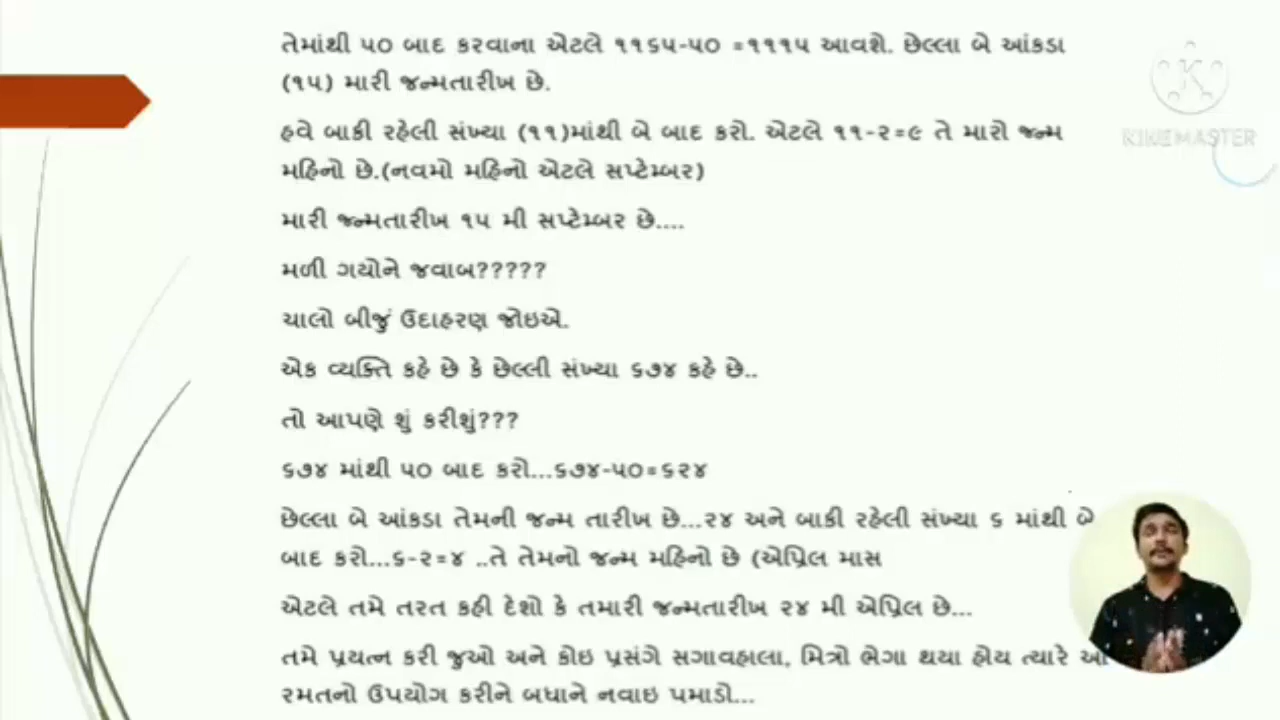 તેમાંથી ૫૦ બાદ કરવાના એટલે ૧૧૬૫-૫૦ =૧૧૧૫ આવશે. છેલ્લા બે આંકડા
(૧૫) મારી જન્મતારીખ છે.
હવે બાકી રહેલી સંખ્યા (૧૧)માંથી બે બાદ કરો. એટલે ૧૧-૨=૯ તે મારો જન્મ
મહિનો છે.(નવમો મહિનો એટલે સપ્ટેમ્બર)
મારી જન્મતારીખ ૧૫ મી સપ્ટેમ્બર છે....
મળી ગયોને જવાબ?????
ચાલો બીજું ઉદાહરણ જોઇએ.
એક વ્યક્તિ કહે છે કે છેલ્લી સંખ્યા ૬૭૪ કહે છે..
તો આપણે શું કરીશું???
૬૭૪ માંથી ૫૦ બાદ કરો...૬૭૪-૫૦=૬૨૪
છેલ્લા બે આંકડા તેમની જન્મ તારીખ છે...૨૪ અને બાકી રહેલી સંખ્યા ૬ માંથી બે
બાદ કરો...૬-૨=૪ ..તે તેમનો જન્મ મહિનો છે (એપ્રિલ માસ
એટલે તમે તરત કહી દેશો કે તમારી જન્મતારીખ ૨૪ મી એપ્રિલ છે...
તમે પ્રયત્ન કરી જુઓ અને કોઇ પ્રસંગે સગાવહાલા, મિત્રો ભેગા થયા હોય ત્યારે આ
રમતનો ઉપયોગ કરીને બધાને નવાઇ પમાડો...
K
KINEMASTER